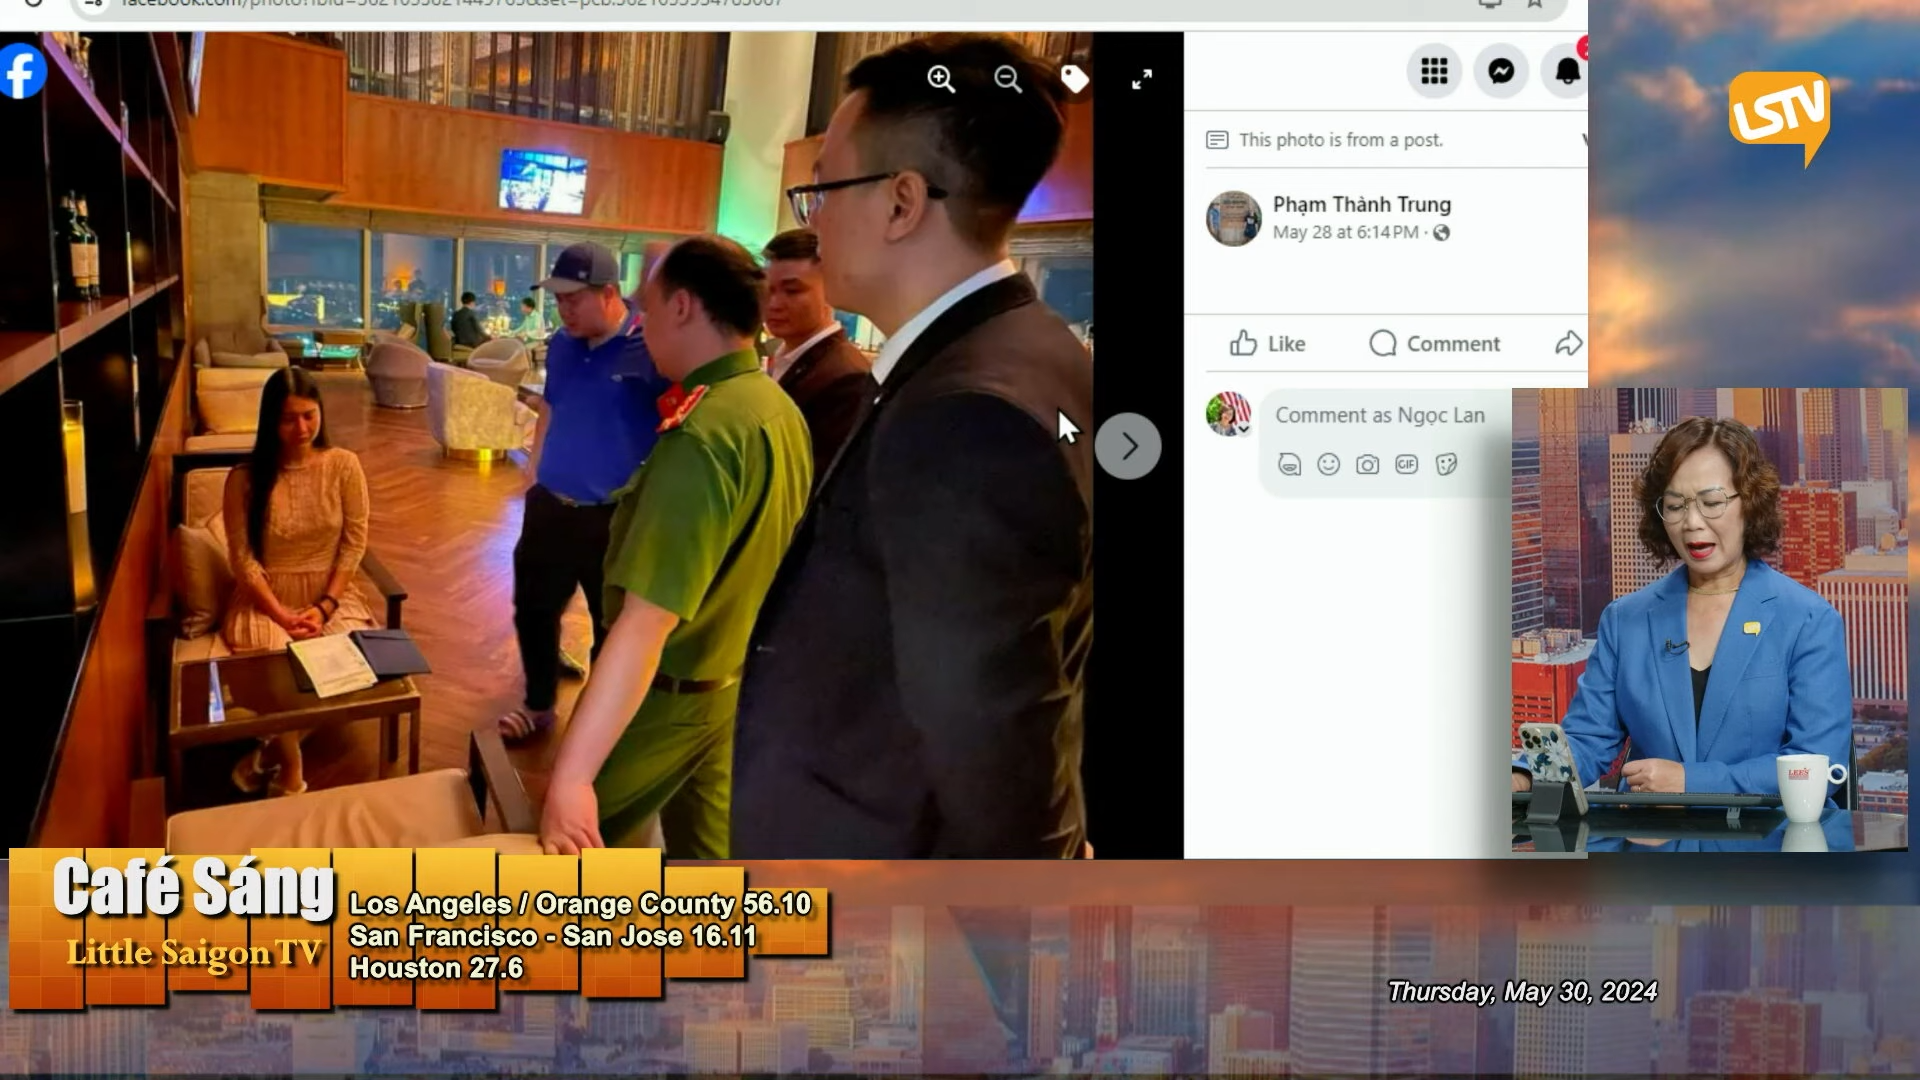 LSTV
This photo is from a post.
Phạm Thành Trung
May 28 at 6:14 PM ·
Like
Comment
Comment as Ngọc Lan
GIF
LEE'S
Café Sáng
Little Saigon TV
Los Angeles / Orange County 56.10
San Francisco - San Jose 16.11
Houston 27.6
Thursday, May 30, 2024